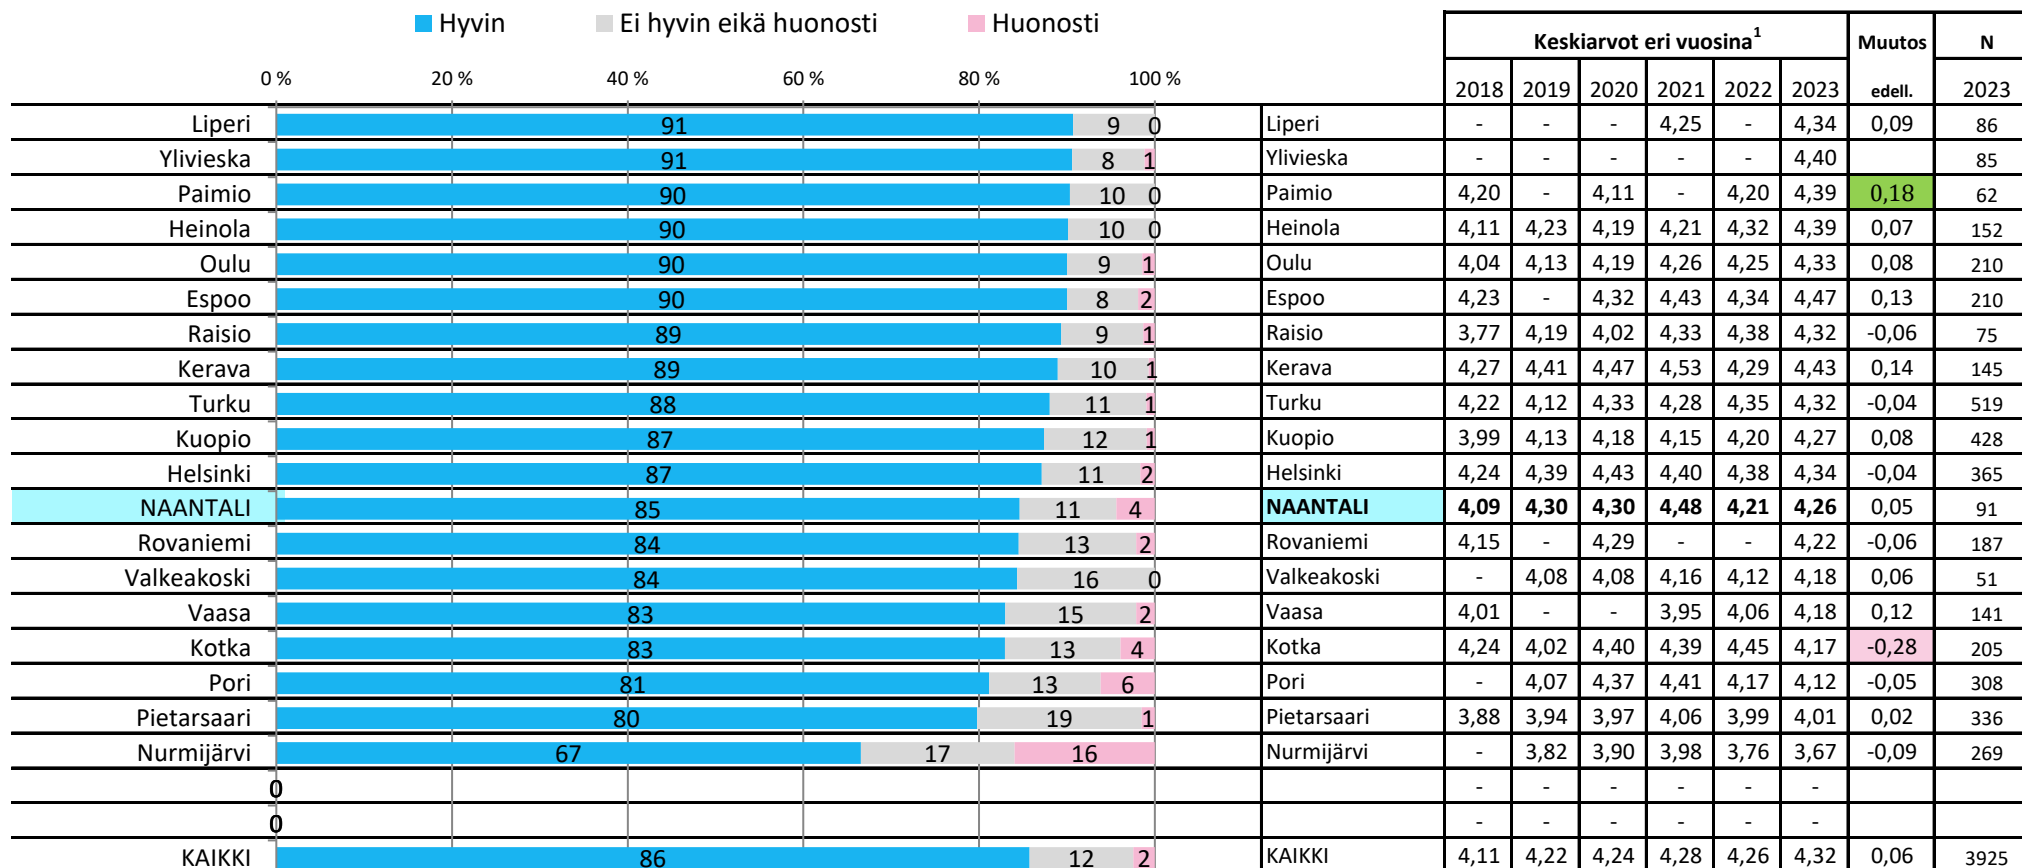 Hyvin Ei hyvin eikä huonosti Huonosti
Keskiarvot eri vuosina1 Muutos N
0 % 20 % 40 % 60 % 80 % 100 % 2018 2019 2020 2021 2022 2023 edell. 2023
Liperi 91 9 0 Liperi - - - 4,25 - 4,34 0,09 86
Ylivieska 91 8 1 Ylivieska - - - - - 4,40 85
Paimio 90 10 0 Paimio 4,20 - 4,11 - 4,20 4,39 0,18 62
Heinola 90 10 0 Heinola 4,11 4,23 4,19 4,21 4,32 4,39 0,07 152
Oulu 90 9 1 Oulu 4,04 4,13 4,19 4,26 4,25 4,33 0,08 210
Espoo 90 8 2 Espoo 4,23 - 4,32 4,43 4,34 4,47 0,13 210
Raisio 89 9 1 Raisio 3,77 4,19 4,02 4,33 4,38 4,32 -0,06 75
Kerava 89 10 1 Kerava 4,27 4,41 4,47 4,53 4,29 4,43 0,14 145
Turku 88 11 1 Turku 4,22 4,12 4,33 4,28 4,35 4,32 -0,04 519
Kuopio 87 12 1 Kuopio 3,99 4,13 4,18 4,15 4,20 4,27 0,08 428
Helsinki 87 11 2 Helsinki 4,24 4,39 4,43 4,40 4,38 4,34 -0,04 365
NAANTALI 85 11 4 NAANTALI 4,09 4,30 4,30 4,48 4,21 4,26 0,05 91
Rovaniemi 84 13 2 Rovaniemi 4,15 - 4,29 - - 4,22 -0,06 187
Valkeakoski 84 16 0 Valkeakoski - 4,08 4,08 4,16 4,12 4,18 0,06 51
Vaasa 83 15 2 Vaasa 4,01 - - 3,95 4,06 4,18 0,12 141
Kotka 83 13 4 Kotka 4,24 4,02 4,40 4,39 4,45 4,17 -0,28 205
Pori 81 13 6 Pori - 4,07 4,37 4,41 4,17 4,12 -0,05 308
Pietarsaari 80 19 1 Pietarsaari 3,88 3,94 3,97 4,06 3,99 4,01 0,02 336
Nurmijärvi 67 17 16 Nurmijärvi - 3,82 3,90 3,98 3,76 3,67 -0,09 269
0 - - - - - -
0 - - - - - -
KAIKKI 86 12 2 KAIKKI 4,11 4,22 4,24 4,28 4,26 4,32 0,06 3925